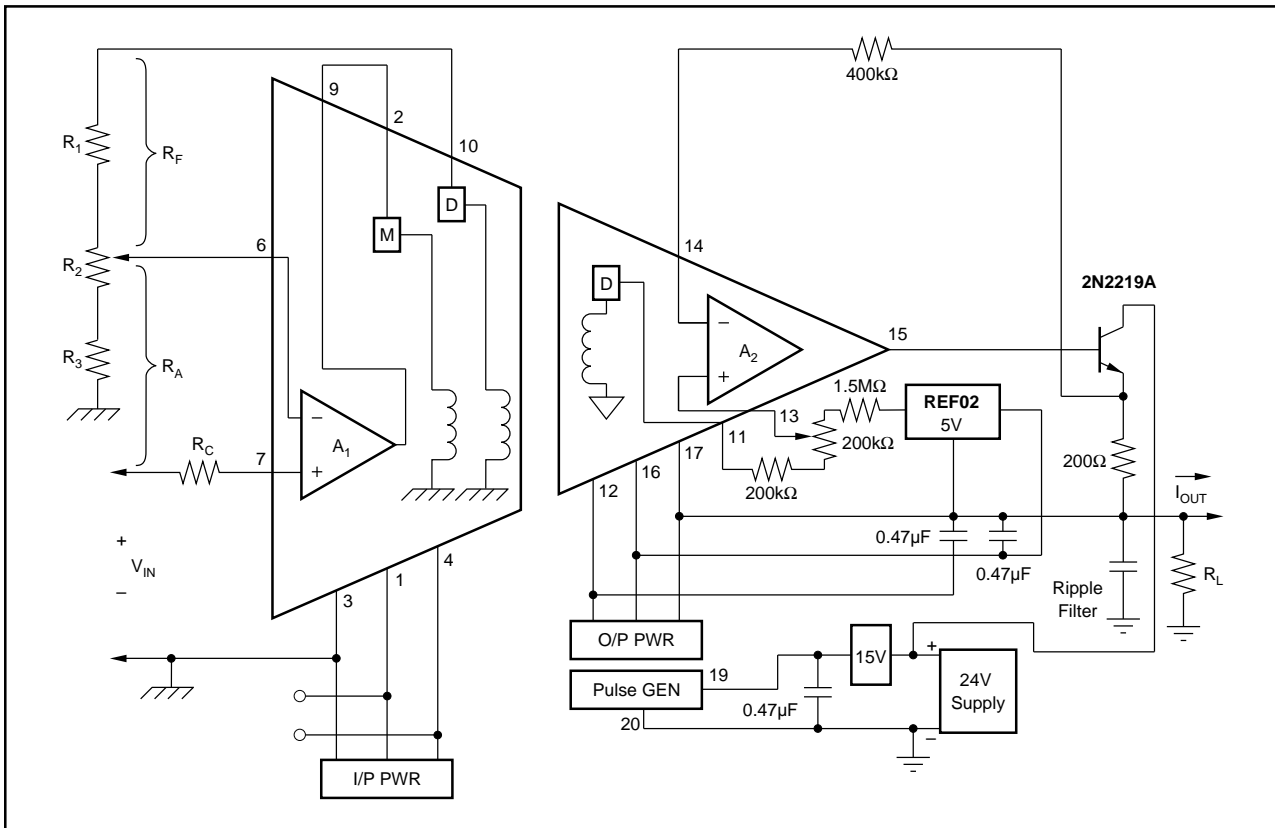 400kΩ
9
2
10
R1
RF
D
M
6
14
R2
D
2N2219A
−
A2
+
15
R3
RA
1.5MΩ
REF02
5V
13
11
200kΩ
−
A1
+
RC
7
17
200kΩ
16
12
200Ω
IOUT
0.47µF
0.47µF
+
VIN
−
4
1
3
Ripple
Filter
RL
O/P PWR
15V
+
24V
Supply
−
Pulse GEN
19
20
0.47µF
I/P PWR